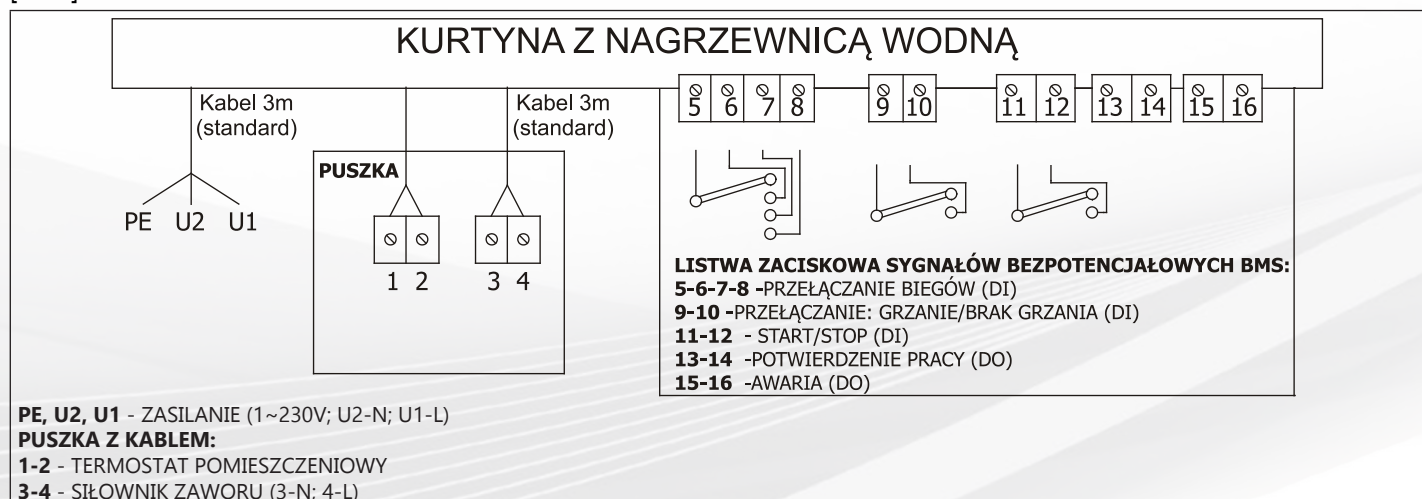 KURTYNA Z NAGRZEWNICĄ WODNĄ
Kabel 3m
(standard)
Kabel 3m
(standard)
5 6 7 8 9 10 11 12 13 14 15 16
PUSZKA
PE U2 U1
1 2 3 4
LISTWA ZACISKOWA SYGNAŁÓW BEZPOTENCJAŁOWYCH BMS:
5-6-7-8 -PRZEŁĄCZANIE BIEGÓW (DI)
9-10 -PRZEŁĄCZANIE: GRZANIE/BRAK GRZANIA (DI)
11-12 - START/STOP (DI)
13-14 -POTWIERDZENIE PRACY (DO)
15-16 -AWARIA (DO)
PE, U2, U1 - ZASILANIE (1~230V; U2-N; U1-L)
PUSZKA Z KABLEM:
1-2 - TERMOSTAT POMIESZCZENIOWY
3-4 - SIŁOWNIK ZAWORU (3-N; 4-L)